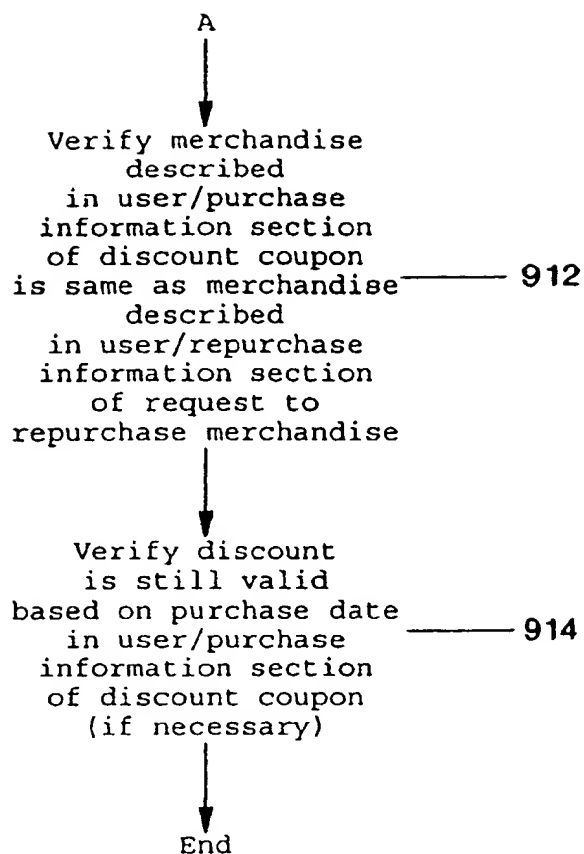 A
Verify merchandise
described
in user/purchase
information section
of discount coupon
is same as merchandise
912
described
in user/repurchase
information section
of request to
repurchase merchandise
Verify discount
is still valid
based on purchase date
in user/purchase
914
information section
of discount coupon
(if necessary)
End